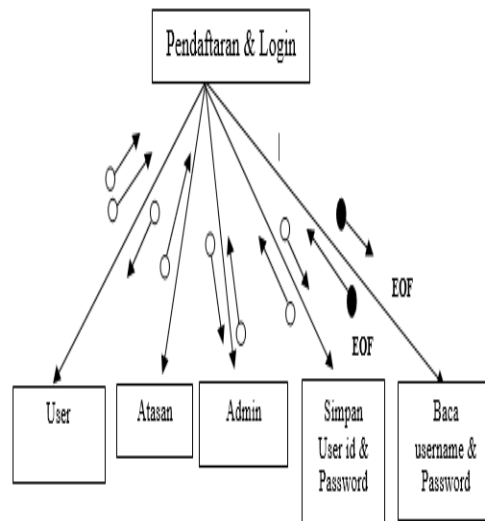 Pendaftaran & Login
EOF
EOF
User
Atasan
Admin
Simpan
User id &
Password
Baca
username &
Password